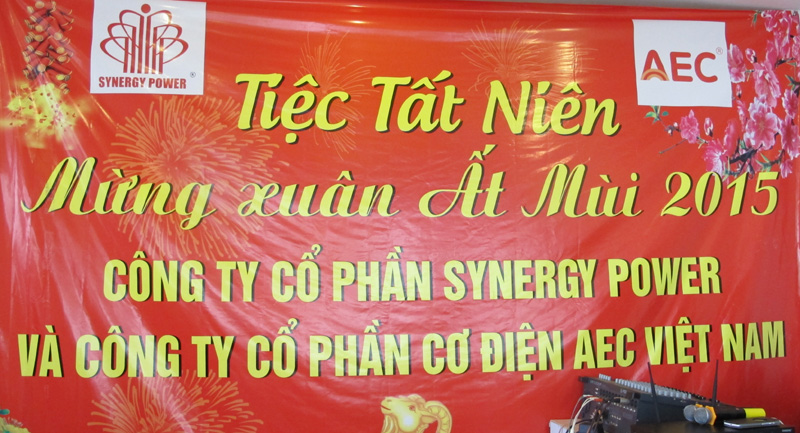 SYNERGY POWER ®
AEC ®
Tiệc Tất Niên
Mừng xuân Ất Mùi 2015
CÔNG TY CỔ PHẦN SYNERGY POWER
VÀ CÔNG TY CỔ PHẦN CƠ ĐIỆN AEC VIỆT NAM